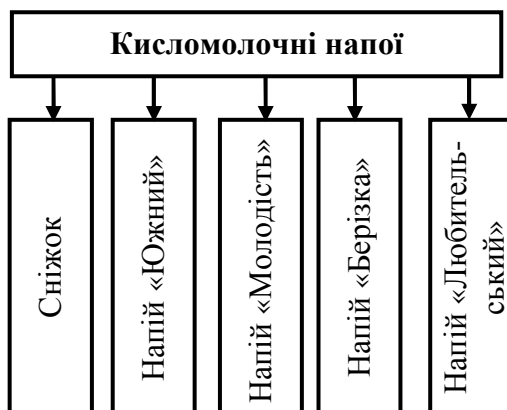 Кисломолочні напої
Сніжок
Напій «Южний»
Напій «Молодість»
Напій «Берізка»
Напій «Любитель-
ський»